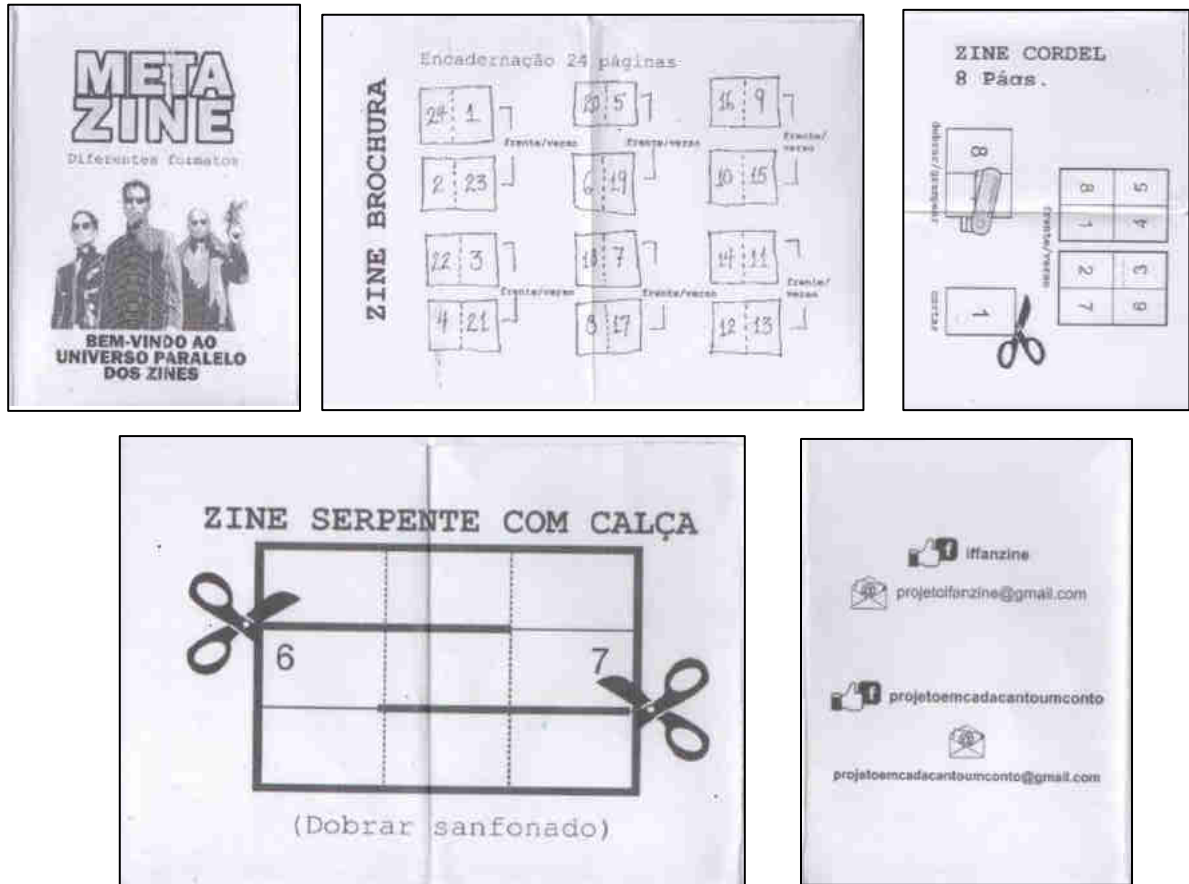 META
ZINE
Diferentes formatos
BEM-VINDO AO
UNIVERSO PARALELO
DOS ZINES
ZINE BROCHURA
Encadernação 24 páginas
24 1
20 5
16 9
frente/verso
frente/verso
frente/verso
2 23
6 19
10 15
22 3
18 7
14 11
frente/verso
frente/verso
frente/verso
4 21
8 17
12 13
ZINE CORDEL
8 Págs.
dobrar/grampear
8
1
cortar
1
frente/verso
8 5
1 4
2 3
7 6
ZINE SERPENTE COM CALÇA
6 7
(Dobrar sanfonado)
iffanzine
projetoifanzine@gmail.com
projetoemcadacantoumconto
projetoemcadacantoumconto@gmail.com